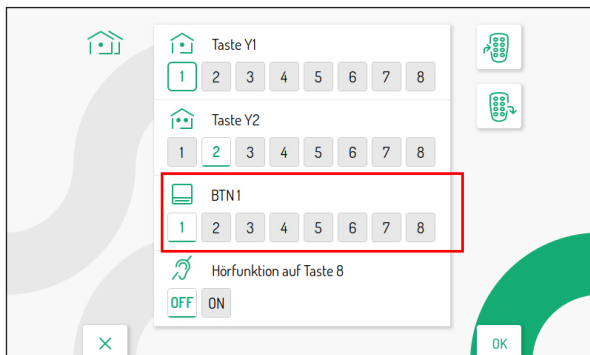 Taste Y1
1 2 3 4 5 6 7 8
Taste Y2
1 2 3 4 5 6 7 8
BTN 1
1 2 3 4 5 6 7 8
Hörfunktion auf Taste 8
OFF ON
OK